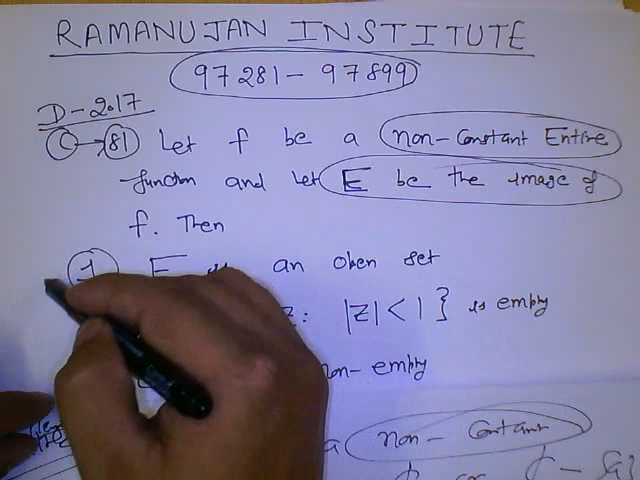 RAMANUJAN INSTITUTE
97281-97899
D-2017
C → 81 Let f be a non-Constant Entire
function and let E be the image of
f. Then
1 E is an open set
z: |z|<1} is empty
non-empty
a non-Constant